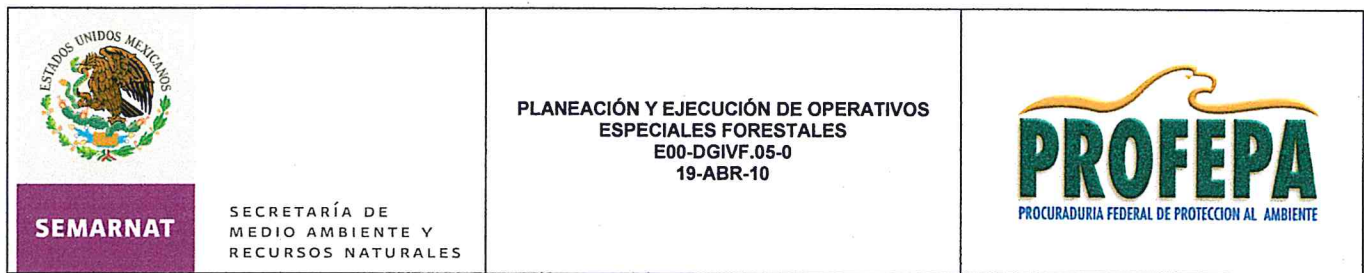 ESTADOS UNIDOS MEXICANOS
SEMARNAT
SECRETARÍA DE
MEDIO AMBIENTE Y
RECURSOS NATURALES
PLANEACIÓN Y EJECUCIÓN DE OPERATIVOS
ESPECIALES FORESTALES
E00-DGIVF.05-0
19-ABR-10
PROFEPA
PROCURADURIA FEDERAL DE PROTECCION AL AMBIENTE